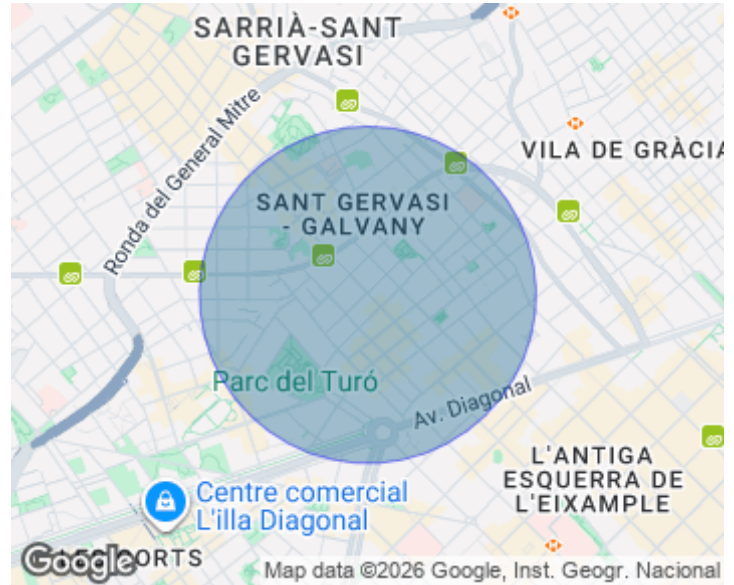 SARRIÀ-SANT
GERVASI
Ronda del General Mitre
VILA DE GRÀCIA
SANT GERVASI
- GALVANY
Parc del Turó
Av. Diagonal
L'ANTIGA
ESQUERRA DE
L'EIXAMPLE
Centre comercial
L'illa Diagonal
CORTS
Google
Map data ©2026 Google, Inst. Geogr. Nacional